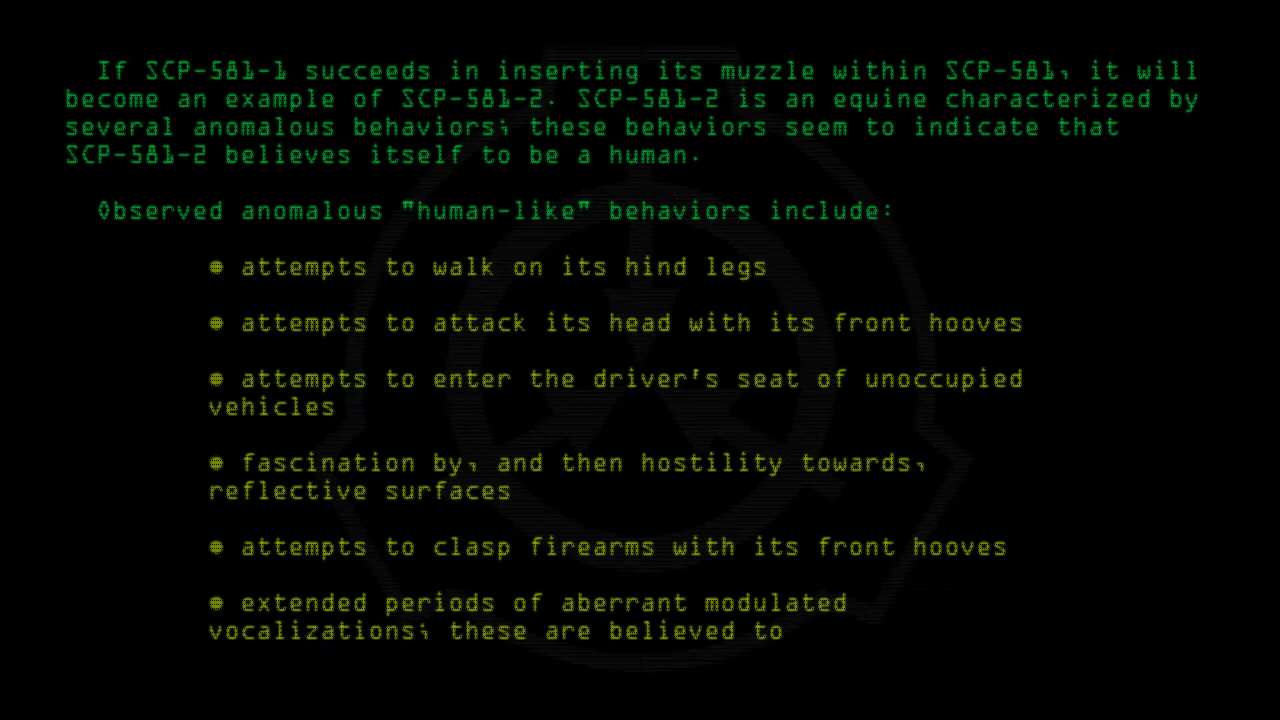 If SCP-581-1 succeeds in inserting its muzzle within SCP-581, it will
become an example of SCP-581-2. SCP-581-2 is an equine characterized by
several anomalous behaviors; these behaviors seem to indicate that
SCP-581-2 believes itself to be a human.
Observed anomalous "human-like" behaviors include:
● attempts to walk on its hind legs
● attempts to attack its head with its front hooves
● attempts to enter the driver's seat of unoccupied
vehicles
● fascination by, and then hostility towards,
reflective surfaces
● attempts to clasp firearms with its front hooves
● extended periods of aberrant modulated
vocalizations; these are believed to